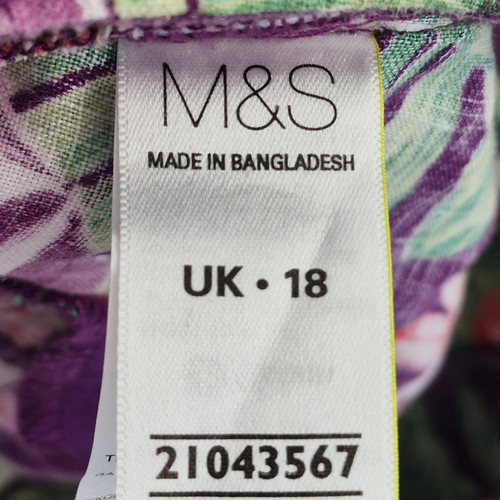 M&S
MADE IN BANGLADESH
UK • 18
21043567